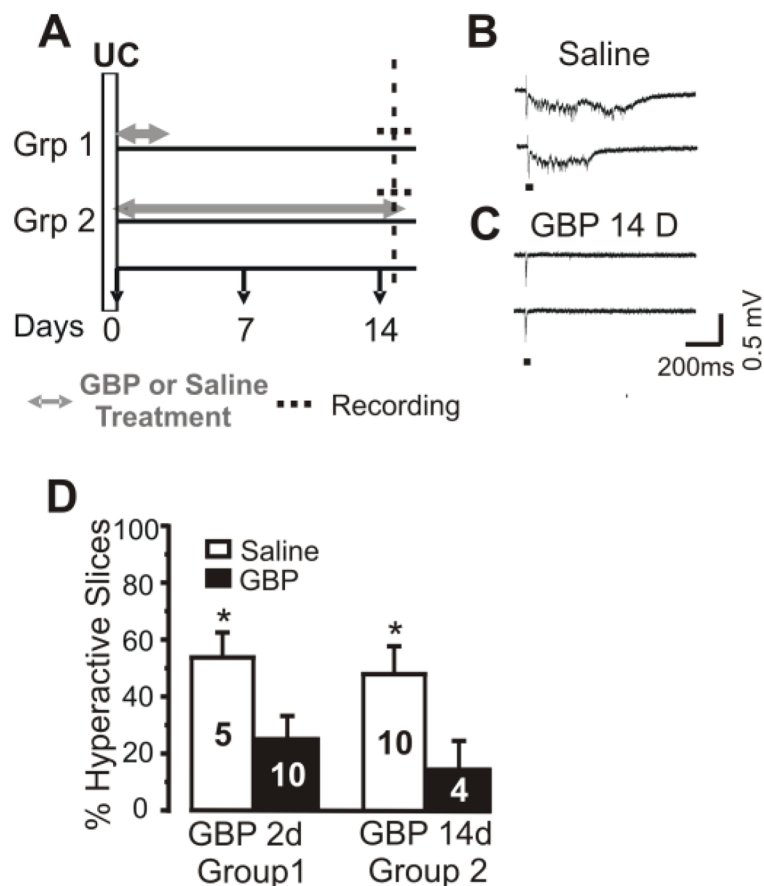 A
UC
Grp 1
Grp 2
Days 0 7 14
GBP or Saline
Treatment
Recording
B
Saline
C
GBP 14 D
0.5 mV
200ms
D
% Hyperactive Slices
100
80
60
40
20
0
Saline
GBP
*
*
5
10
10
4
GBP 2d
Group1
GBP 14d
Group 2